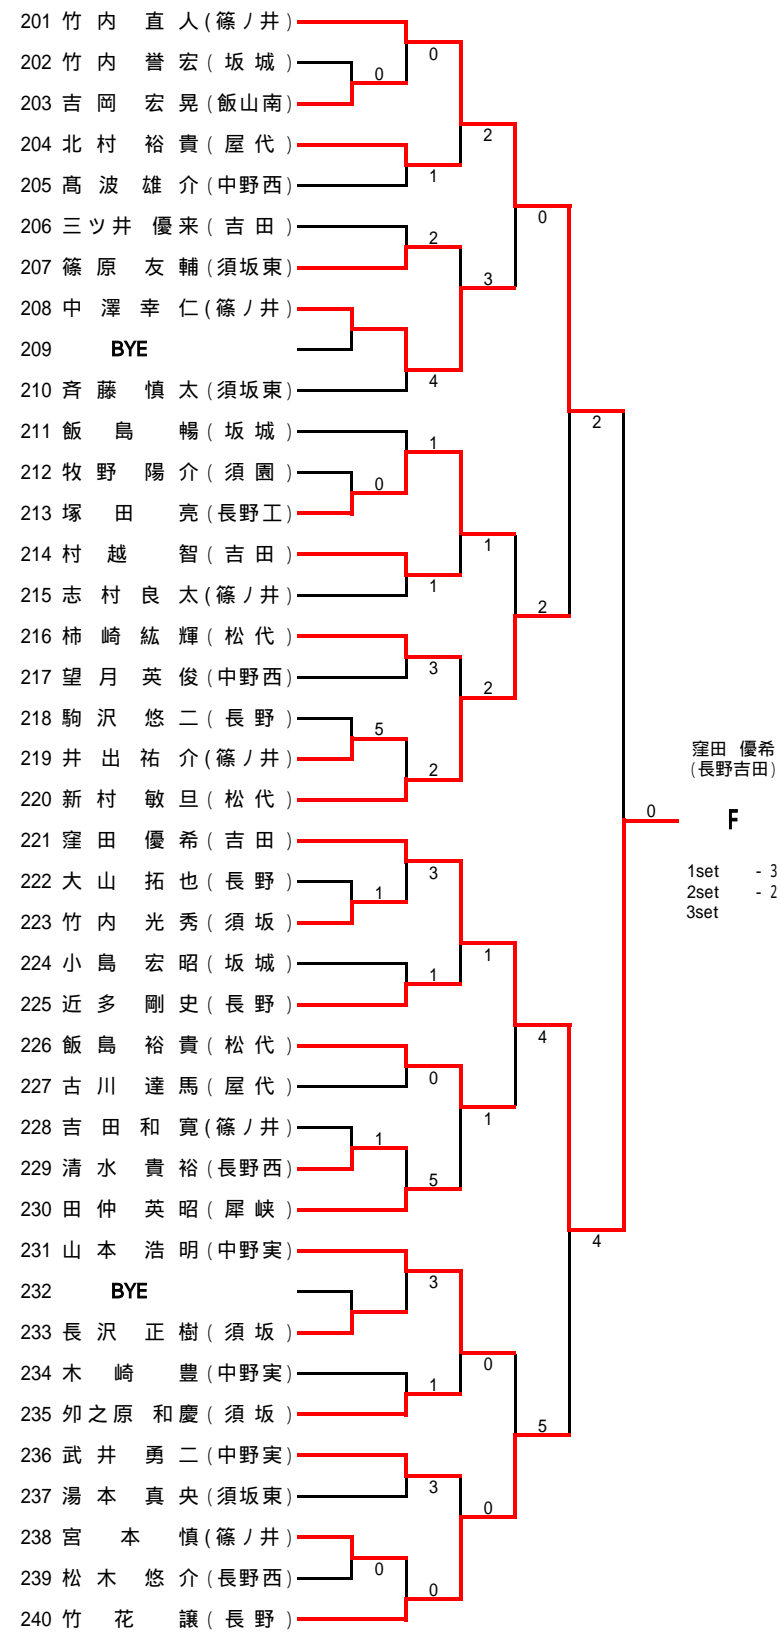 201 竹内 直人 (篠ノ井)
202 竹内 誉宏 (坂城)
203 吉岡 宏晃 (飯山南)
204 北村 裕貴 (屋代)
205 髙波 雄介 (中野西)
206 三ツ井 優来 (吉田)
207 篠原 友輔 (須坂東)
208 中澤 幸仁 (篠ノ井)
209 BYE
210 斉藤 慎太 (須坂東)
211 飯島 暢 (坂城)
212 牧野 陽介 (須園)
213 塚田 亮 (長野工)
214 村越 智 (吉田)
215 志村 良太 (篠ノ井)
216 柿崎 紘輝 (松代)
217 望月 英俊 (中野西)
218 駒沢 悠二 (長野)
219 井出 祐介 (篠ノ井)
220 新村 敏旦 (松代)
221 窪田 優希 (吉田)
222 大山 拓也 (長野)
223 竹内 光秀 (須坂)
224 小島 宏昭 (坂城)
225 近多 剛史 (長野)
226 飯島 裕貴 (松代)
227 古川 達馬 (屋代)
228 吉田 和寛 (篠ノ井)
229 清水 貴裕 (長野西)
230 田仲 英昭 (犀峡)
231 山本 浩明 (中野実)
232 BYE
233 長沢 正樹 (須坂)
234 木崎 豊 (中野実)
235 夘之原 和慶 (須坂)
236 武井 勇二 (中野実)
237 湯本 真央 (須坂東)
238 宮本 慎 (篠ノ井)
239 松木 悠介 (長野西)
240 竹花 譲 (長野)
0
0
5
1
1
0
0
1
2
4
1
1
3
2
3
1
0
5
3
1
3
0
2
3
1
2
1
1
0
0
0
2
4
5
2
4
0
窪田 優希
(長野吉田)
F
1set - 3
2set - 2
3set